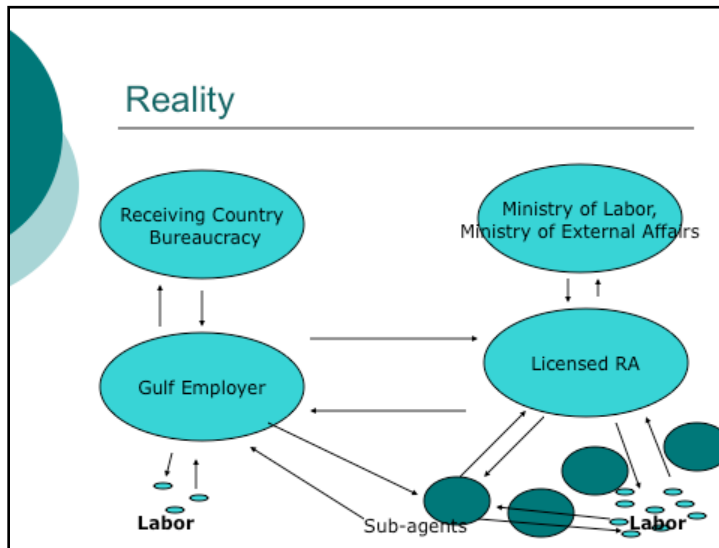 Reality
Receiving Country
Bureaucracy
Ministry of Labor,
Ministry of External Affairs
Gulf Employer
Licensed RA
Labor
Sub-agents
Labor